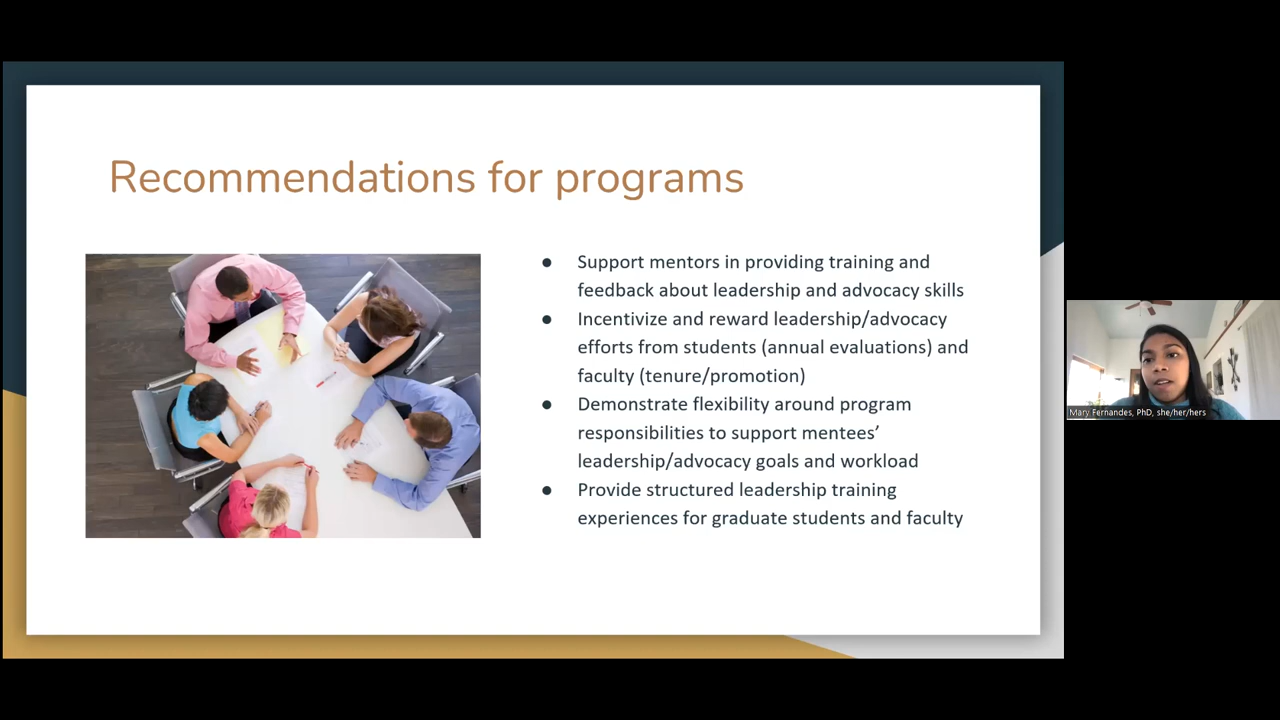 Recommendations for programs
● Support mentors in providing training and
feedback about leadership and advocacy skills
● Incentivize and reward leadership/advocacy
efforts from students (annual evaluations) and
faculty (tenure/promotion)
● Demonstrate flexibility around program
responsibilities to support mentees’
leadership/advocacy goals and workload
● Provide structured leadership training
experiences for graduate students and faculty
Mary Fernandes, PhD, she/her/hers